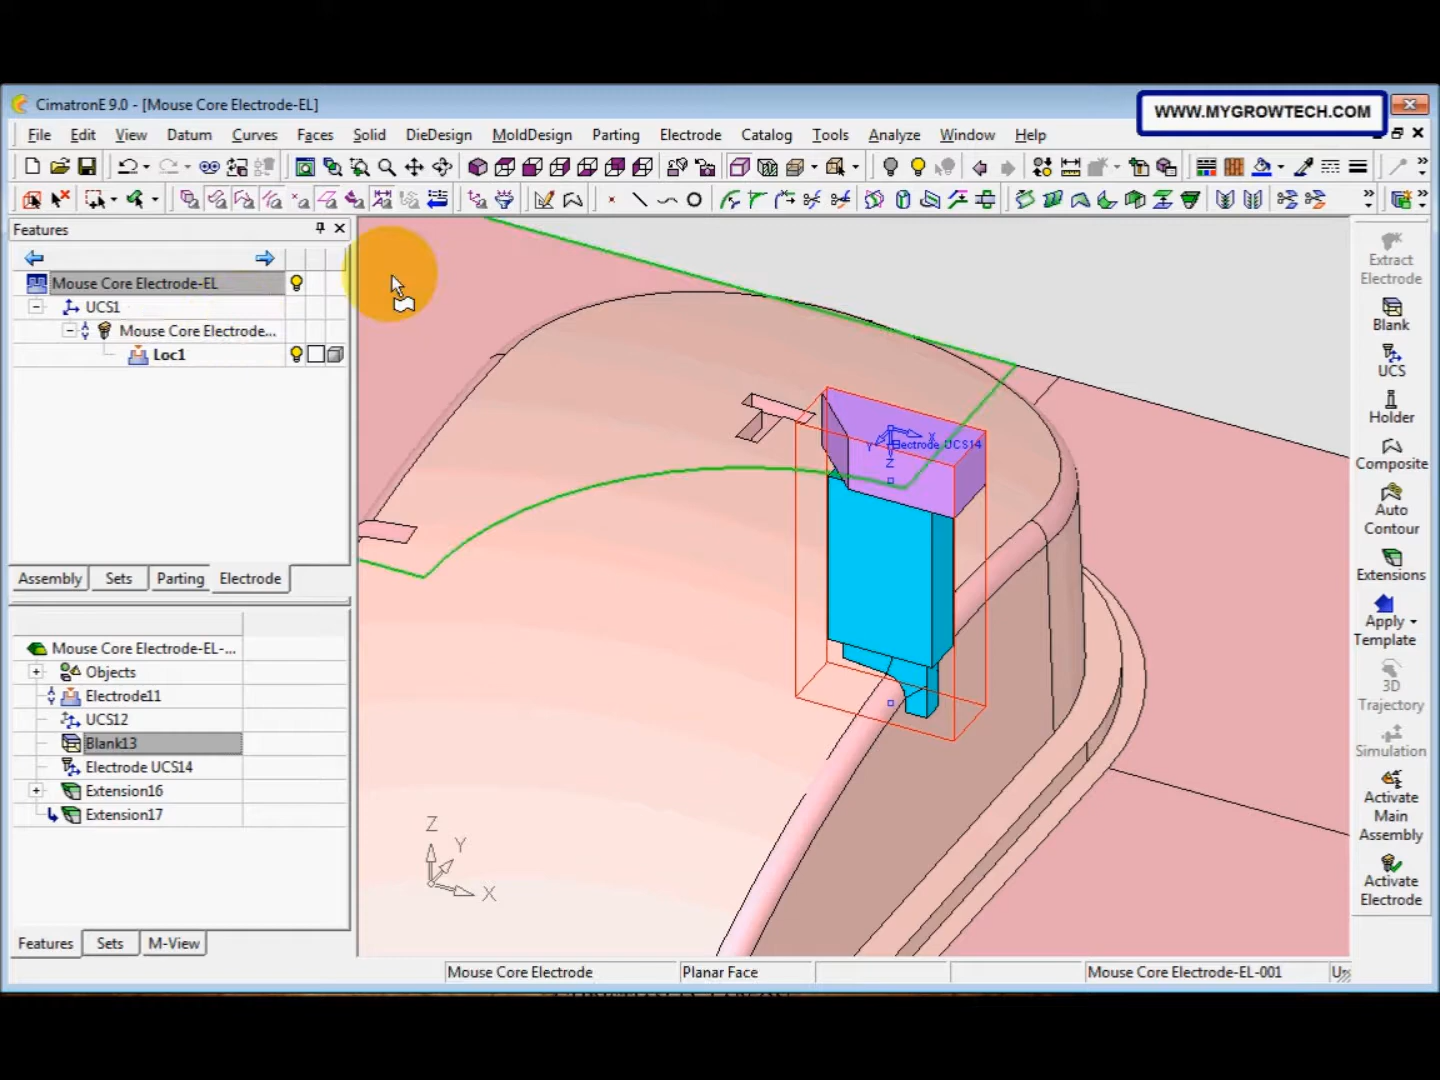 CimatronE 9.0 - [Mouse Core Electrode-EL]
WWW.MYGROWTECH.COM
File Edit View Datum Curves Faces Solid DieDesign MoldDesign Parting Electrode Catalog Tools Analyze Window Help
Features
Mouse Core Electrode-EL
UCS1
Mouse Core Electrode...
Loc1
Assembly Sets Parting Electrode
Mouse Core Electrode-EL-...
Objects
Electrode11
UCS12
Blank13
Electrode UCS14
Extension16
Extension17
Features Sets M-View
Y X
Electrode UCS14
Z
Z
Y
X
Extract
Electrode
Blank
UCS
Holder
Composite
Auto
Contour
Extensions
Apply
Template
3D
Trajectory
Simulation
Activate
Main
Assembly
Activate
Electrode
Mouse Core Electrode Planar Face Mouse Core Electrode-EL-001